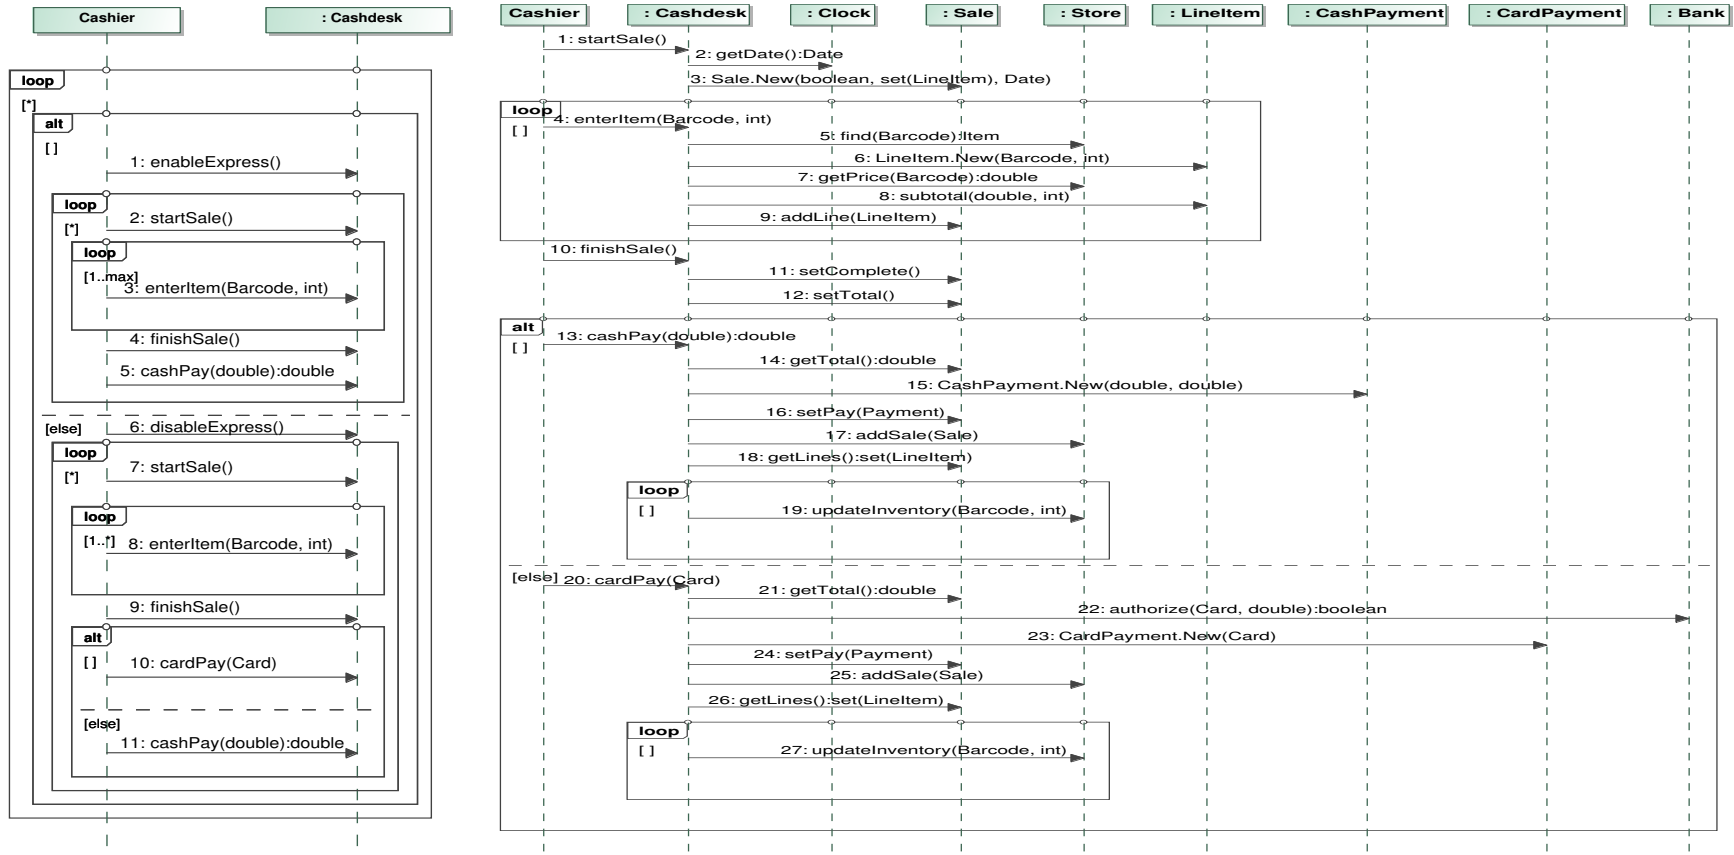 Cashier
: Cashdesk
loop
[*]
alt
[ ]
1: enableExpress()
loop
[*]
2: startSale()
loop
[1..max]
3: enterItem(Barcode, int)
4: finishSale()
5: cashPay(double):double
[else]
6: disableExpress()
loop
[*]
7: startSale()
loop
[1..*]
8: enterItem(Barcode, int)
9: finishSale()
alt
[ ]
10: cardPay(Card)
[else]
11: cashPay(double):double
Cashier
: Cashdesk
: Clock
: Sale
: Store
: LineItem
: CashPayment
: CardPayment
: Bank
1: startSale()
2: getDate():Date
3: Sale.New(boolean, set(LineItem), Date)
loop
[ ]
4: enterItem(Barcode, int)
5: find(Barcode):Item
6: LineItem.New(Barcode, int)
7: getPrice(Barcode):double
8: subtotal(double, int)
9: addLine(LineItem)
10: finishSale()
11: setComplete()
12: setTotal()
alt
[ ]
13: cashPay(double):double
14: getTotal():double
15: CashPayment.New(double, double)
16: setPay(Payment)
17: addSale(Sale)
18: getLines():set(LineItem)
loop
[ ]
19: updateInventory(Barcode, int)
[else]
20: cardPay(Card)
21: getTotal():double
22: authorize(Card, double):boolean
23: CardPayment.New(Card)
24: setPay(Payment)
25: addSale(Sale)
26: getLines():set(LineItem)
loop
[ ]
27: updateInventory(Barcode, int)